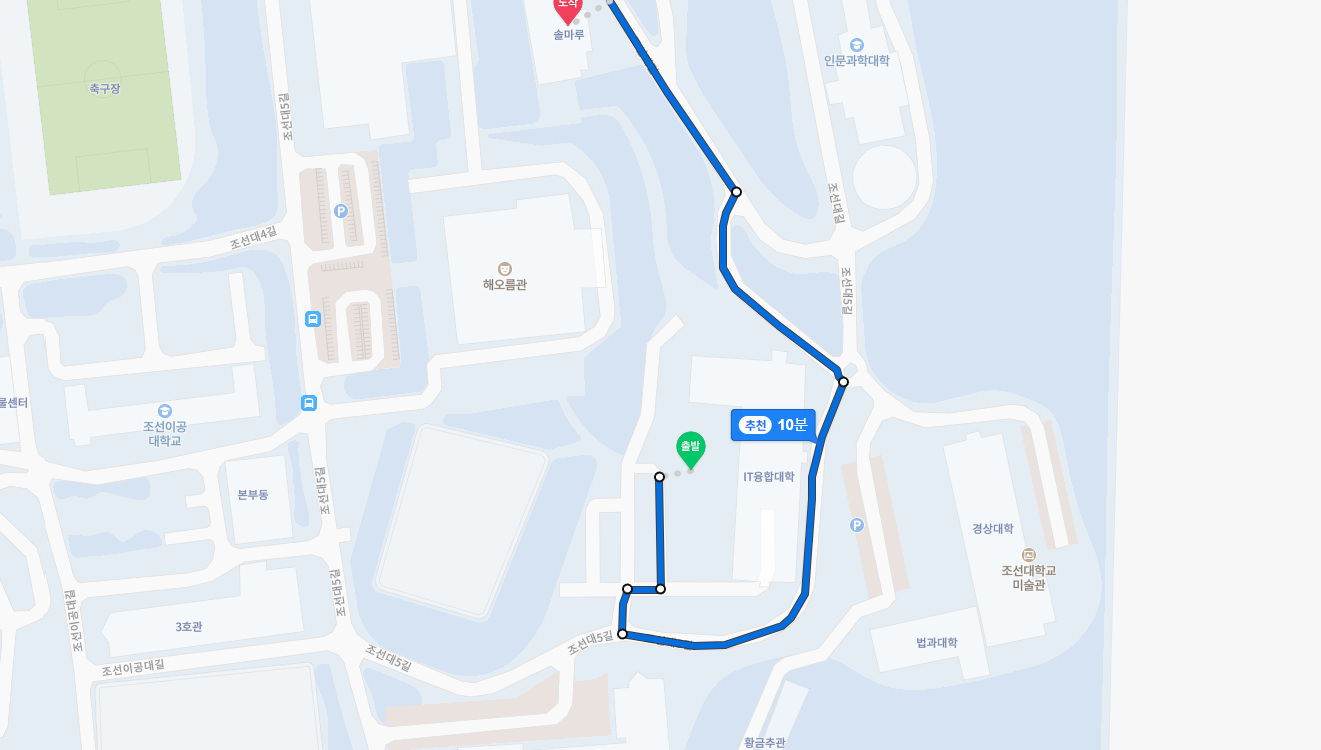 도착
솔마루
인문과학대학
축구장
조선대5길
P
조선대길
조선대4길
해오름관
조선대5길
물센터
조선이공
대학교
추천 10분
출발
IT융합대학
본부동
조선대5길
P
경상대학
조선대학교
미술관
조선이공대길
조선대5길
3호관
조선대5길
조선대5길
법과대학
조선이공대길
황금추관